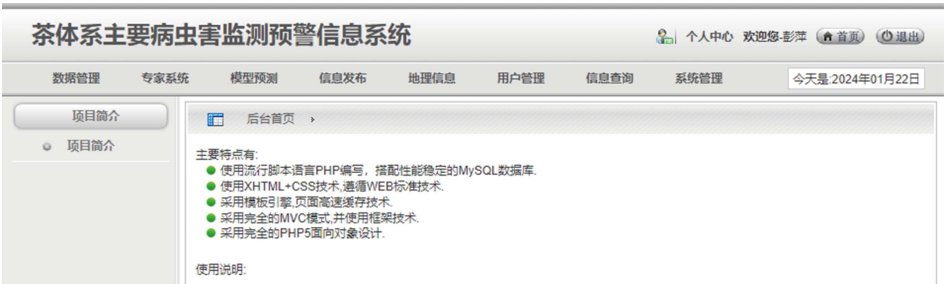 茶体系主要病虫害监测预警信息系统
个人中心 欢迎您-彭萍 首页 退出
数据管理 专家系统 模型预测 信息发布 地理信息 用户管理 信息查询 系统管理 今天是:2024年01月22日
项目简介
项目简介
后台首页
主要特点有:
使用流行脚本语言PHP编写，搭配性能稳定的MySQL数据库.
使用XHTML+CSS技术,遵循WEB标准技术.
采用模板引擎,页面高速缓存技术.
采用完全的MVC模式,并使用框架技术.
采用完全的PHP5面向对象设计.
使用说明: